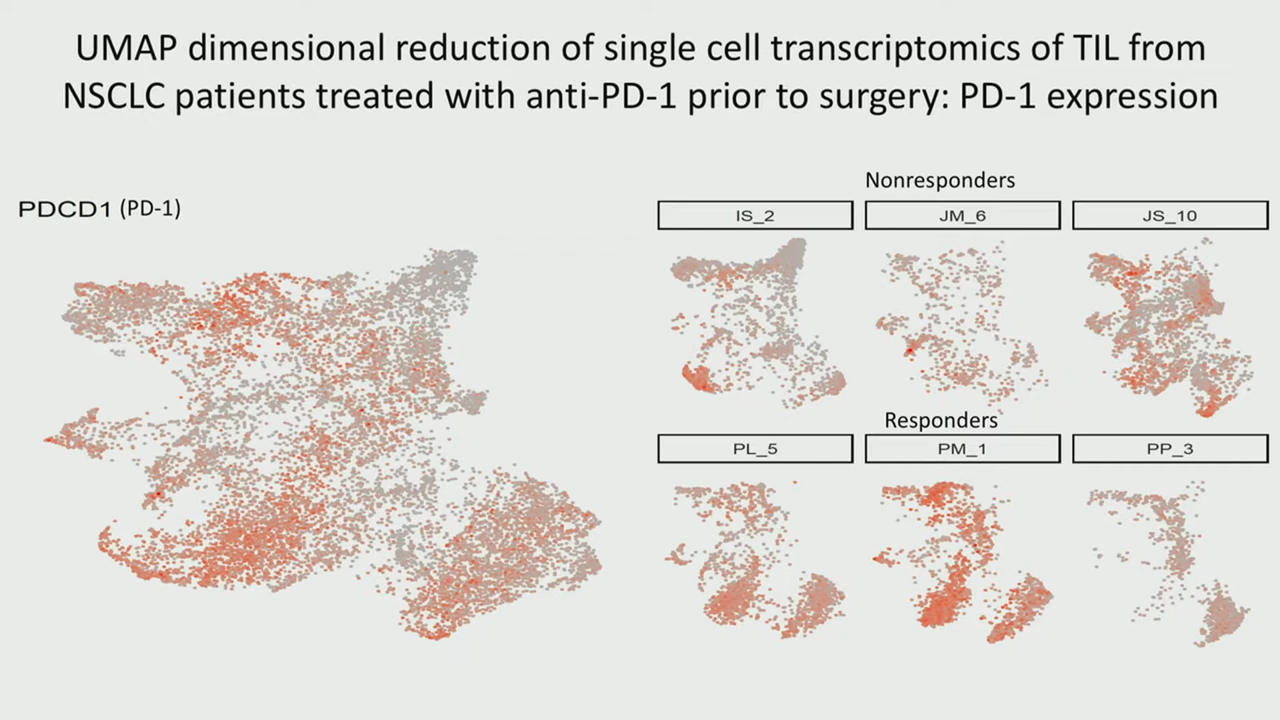 UMAP dimensional reduction of single cell transcriptomics of TIL from
NSCLC patients treated with anti-PD-1 prior to surgery: PD-1 expression
PDCD1 (PD-1)
Nonresponders
IS_2
JM_6
JS_10
Responders
PL_5
PM_1
PP_3